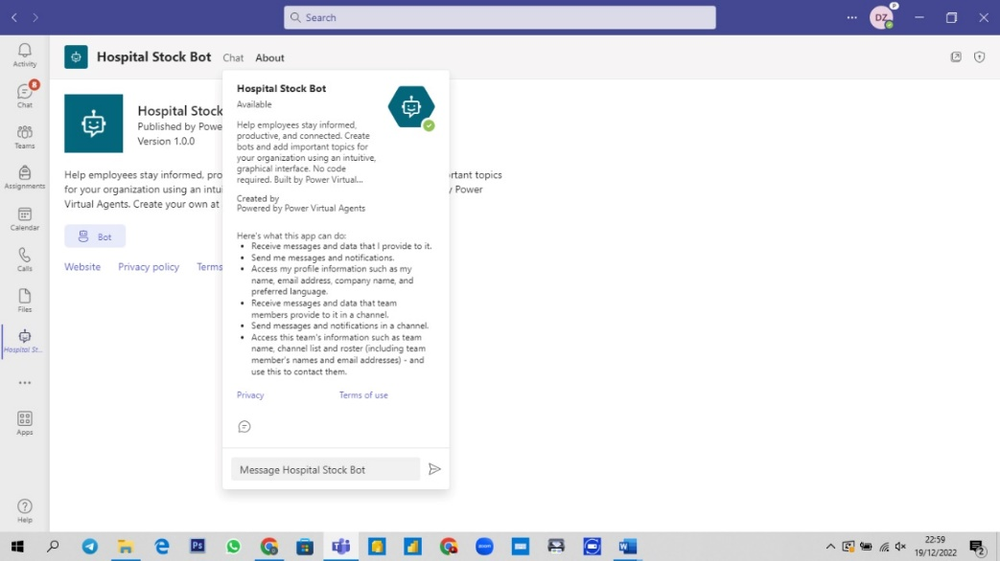 Search
P
DZ
Activity
8
Chat
Teams
Assignments
Calendar
Calls
Files
Hospital St...
Apps
Help
Hospital Stock Bot Chat About
Hospital Stock
Published by Powe
Version 1.0.0
Help employees stay informed, pro
rtant topics
for your organization using an intui
y Power
Virtual Agents. Create your own at
Bot
Website Privacy policy Terms
Hospital Stock Bot
Available
Help employees stay informed,
productive, and connected. Create
bots and add important topics for
your organization using an intuitive,
graphical interface. No code
required. Built by Power Virtual...
Created by
Powered by Power Virtual Agents
Here's what this app can do:
• Receive messages and data that I provide to it.
• Send me messages and notifications.
• Access my profile information such as my
name, email address, company name, and
preferred language.
• Receive messages and data that team
members provide to it in a channel.
• Send messages and notifications in a channel.
• Access this team's information such as team
name, channel list and roster (including team
member's names and email addresses) - and
use this to contact them.
Privacy Terms of use
Message Hospital Stock Bot
Ps
zoom
W
22:59
19/12/2022
2